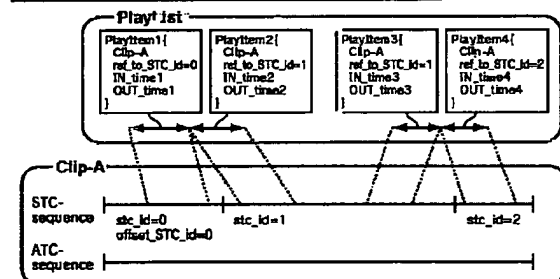 PlayList
PlayItem1{
Clip-A
ref_to_STC_id=0
IN_time1
OUT_time1
}
PlayItem2{
Clip-A
ref_to_STC_id=1
IN_time2
OUT_time2
}
PlayItem3{
Clip-A
ref_to_STC_id=1
IN_time3
OUT_time3
}
PlayItem4{
Clip-A
ref_to_STC_id=2
IN_time4
OUT_time4
}
Clip-A
STC-
sequence
stc_id=0
offset_STC_id=0
stc_id=1
stc_id=2
ATC-
sequence